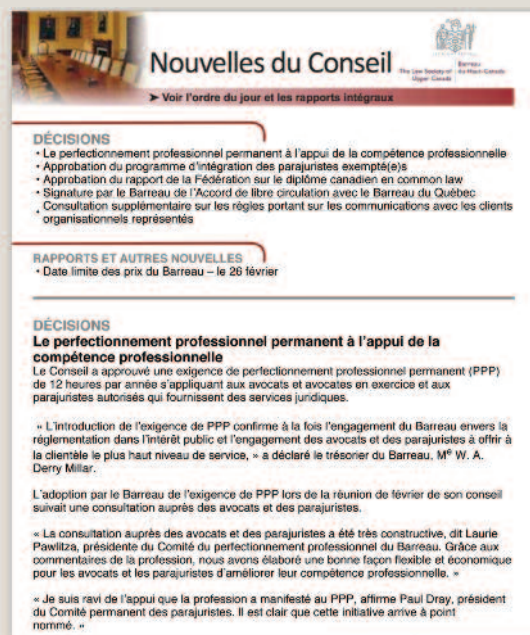 Nouvelles du Conseil
The Law Society of Upper Canada
Barreau du Haut-Canada
➤ Voir l'ordre du jour et les rapports intégraux
DÉCISIONS
• Le perfectionnement professionnel permanent à l'appui de la compétence professionnelle
• Approbation du programme d'intégration des parajuristes exempté(e)s
• Approbation du rapport de la Fédération sur le diplôme canadien en common law
• Signature par le Barreau de l'Accord de libre circulation avec le Barreau du Québec
• Consultation supplémentaire sur les règles portant sur les communications avec les clients
organisationnels représentés
RAPPORTS ET AUTRES NOUVELLES
• Date limite des prix du Barreau – le 26 février
DÉCISIONS
Le perfectionnement professionnel permanent à l'appui de la
compétence professionnelle
Le Conseil a approuvé une exigence de perfectionnement professionnel permanent (PPP)
de 12 heures par année s'appliquant aux avocats et avocates en exercice et aux
parajuristes autorisés qui fournissent des services juridiques.
« L'introduction de l'exigence de PPP confirme à la fois l'engagement du Barreau envers la
réglementation dans l'intérêt public et l'engagement des avocats et des parajuristes à offrir à
la clientèle le plus haut niveau de service, » a déclaré le trésorier du Barreau, Me W. A.
Derry Millar.
L'adoption par le Barreau de l'exigence de PPP lors de la réunion de février de son conseil
suivait une consultation auprès des avocats et des parajuristes.
« La consultation auprès des avocats et des parajuristes a été très constructive, dit Laurie
Pawlitza, présidente du Comité du perfectionnement professionnel du Barreau. Grâce aux
commentaires de la profession, nous avons élaboré une bonne façon flexible et économique
pour les avocats et les parajuristes d'améliorer leur compétence professionnelle. »
« Je suis ravi de l'appui que la profession a manifesté au PPP, affirme Paul Dray, président
du Comité permanent des parajuristes. Il est clair que cette initiative arrive à point
nommé. »